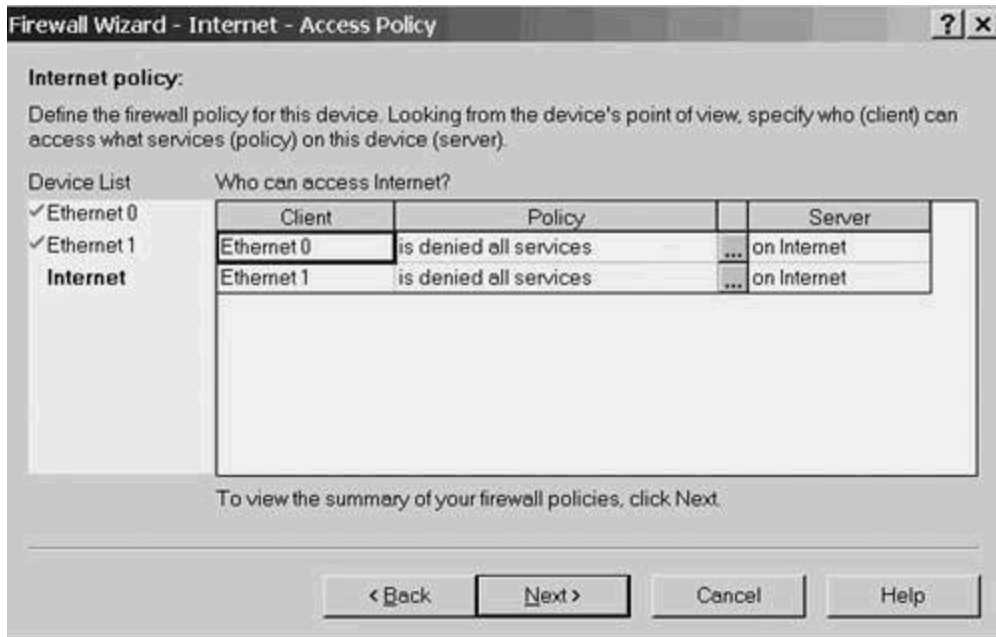 Firewall Wizard - Internet - Access Policy ? ×
Internet policy:
Define the firewall policy for this device. Looking from the device's point of view, specify who (client) can
access what services (policy) on this device (server).
Device List Who can access Internet?
✓Ethernet 0
✓Ethernet 1
Internet
Client Policy Server
Ethernet 0 is denied all services ... on Internet
Ethernet 1 is denied all services ... on Internet
To view the summary of your firewall policies, click Next.
< Back Next > Cancel Help